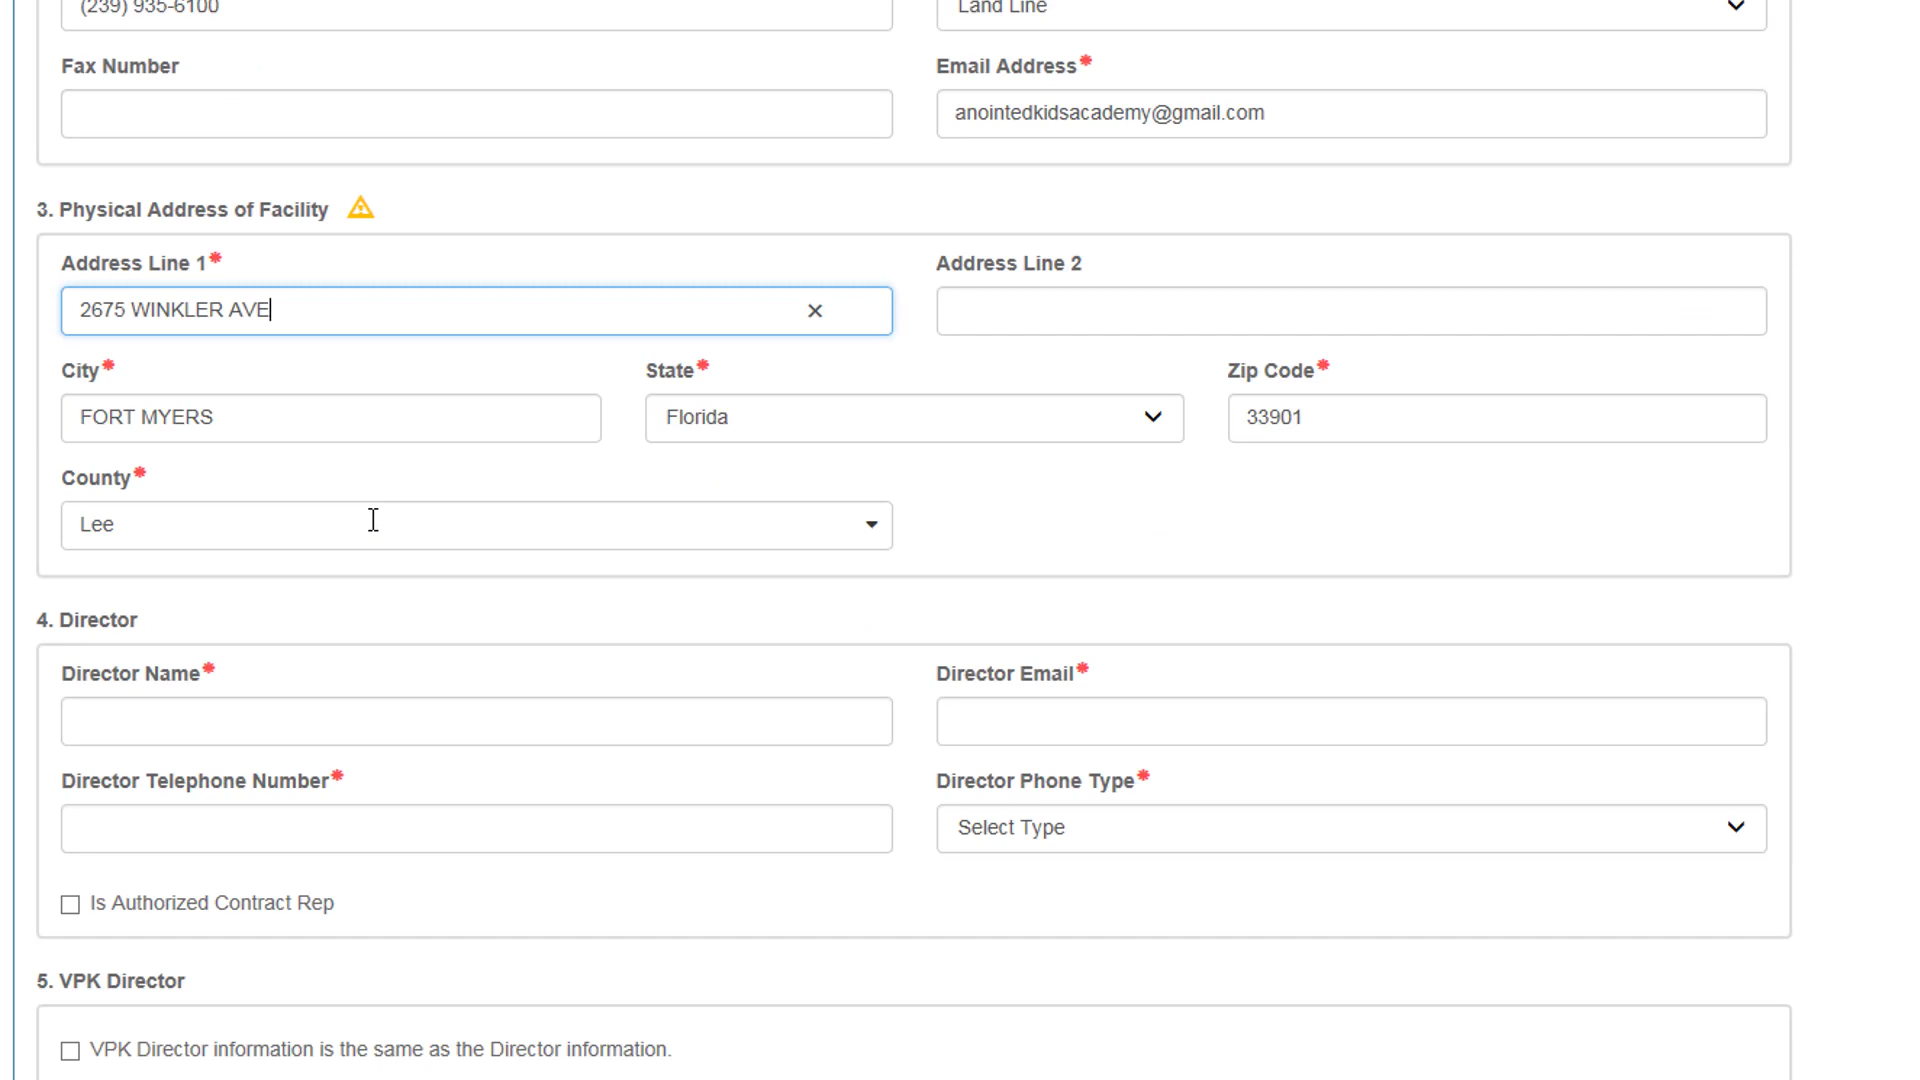 (239) 935-6100
Land Line
Fax Number
Email Address*
anointedkidsacademy@gmail.com
3. Physical Address of Facility
Address Line 1*
Address Line 2
2675 WINKLER AVE
City*
State*
Zip Code*
FORT MYERS
Florida
33901
County*
Lee
4. Director
Director Name*
Director Email*
Director Telephone Number*
Director Phone Type*
Select Type
Is Authorized Contract Rep
5. VPK Director
VPK Director information is the same as the Director information.